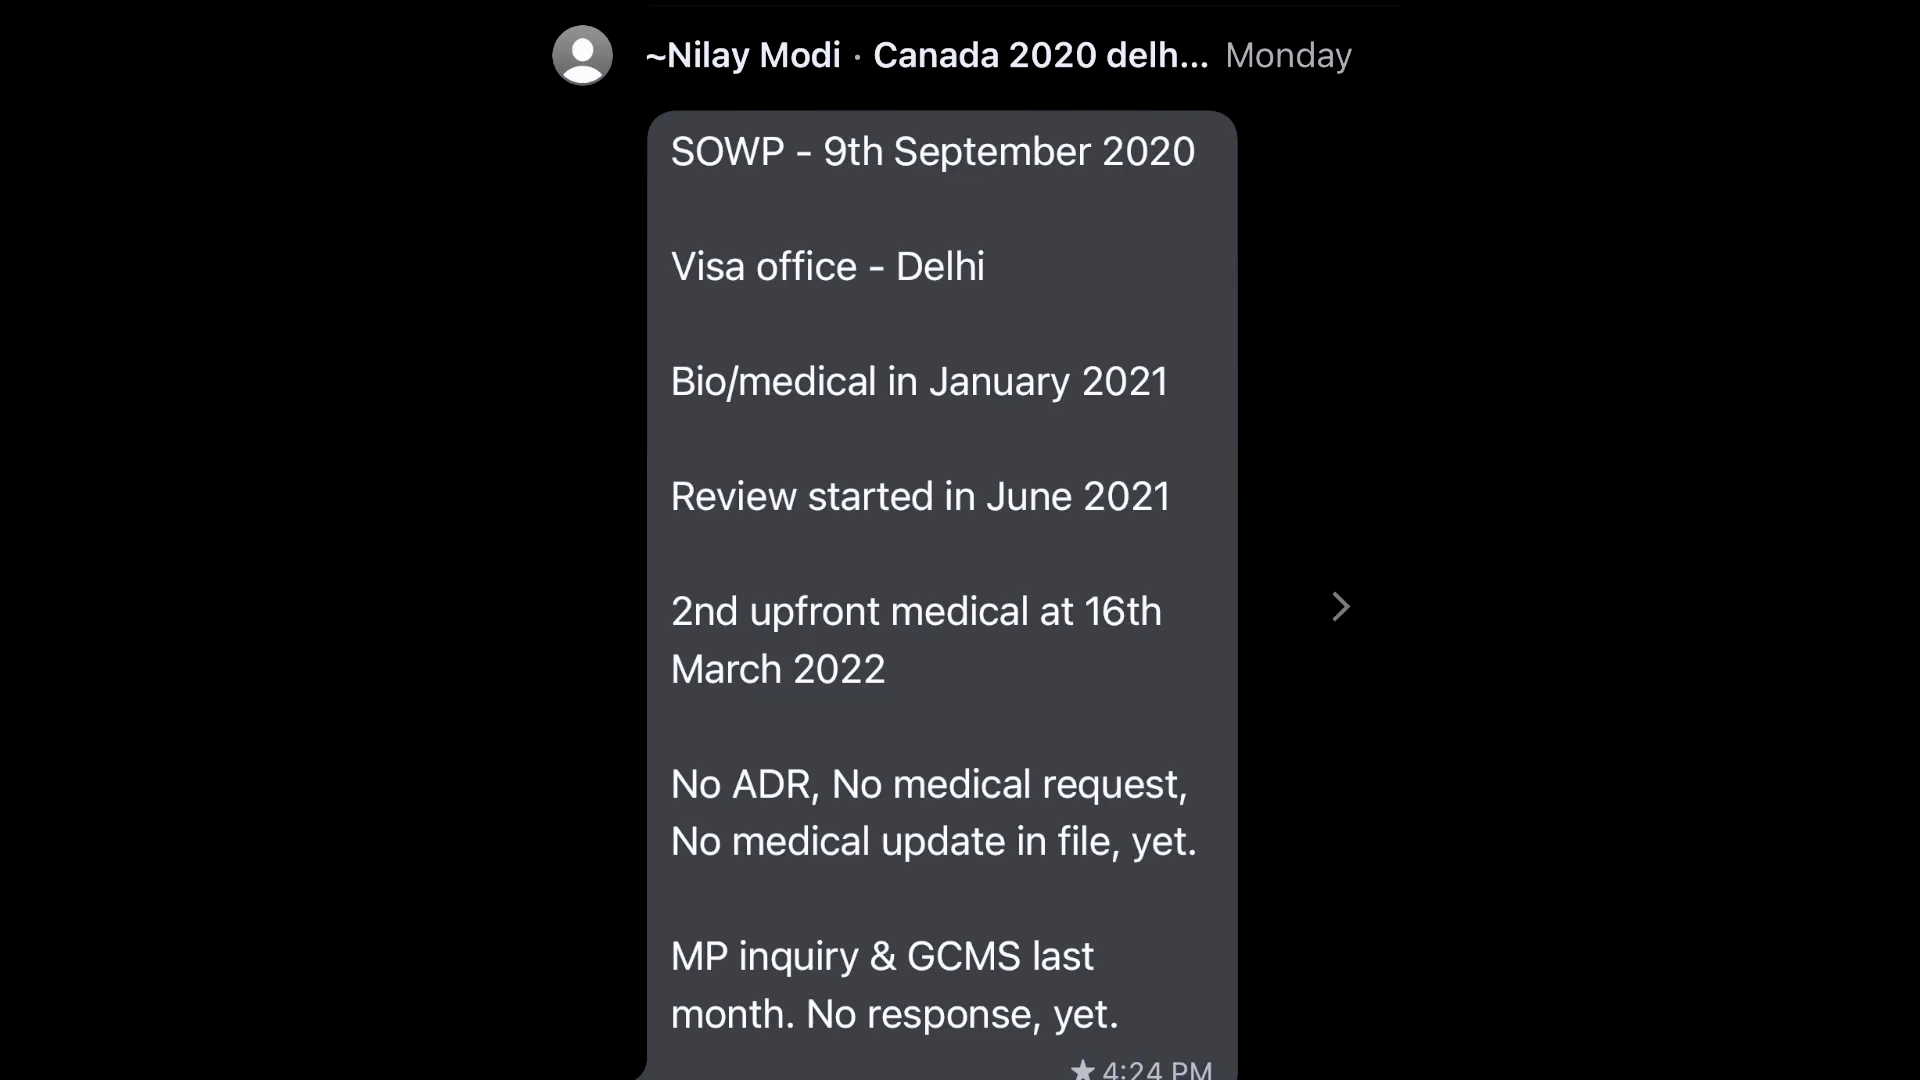 ~Nilay Modi · Canada 2020 delh... Monday
SOWP - 9th September 2020
Visa office - Delhi
Bio/medical in January 2021
Review started in June 2021
2nd upfront medical at 16th
March 2022
No ADR, No medical request,
No medical update in file, yet.
MP inquiry & GCMS last
month. No response, yet.
4:24 PM